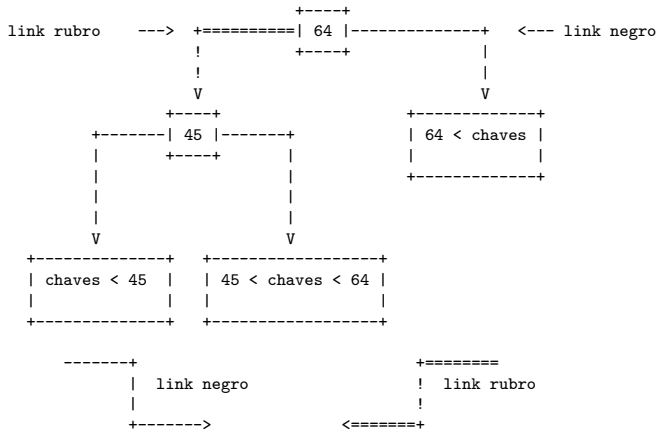 64
link rubro ---> <--- link negro
45
64 < chaves
chaves < 45
45 < chaves < 64
link negro
link rubro